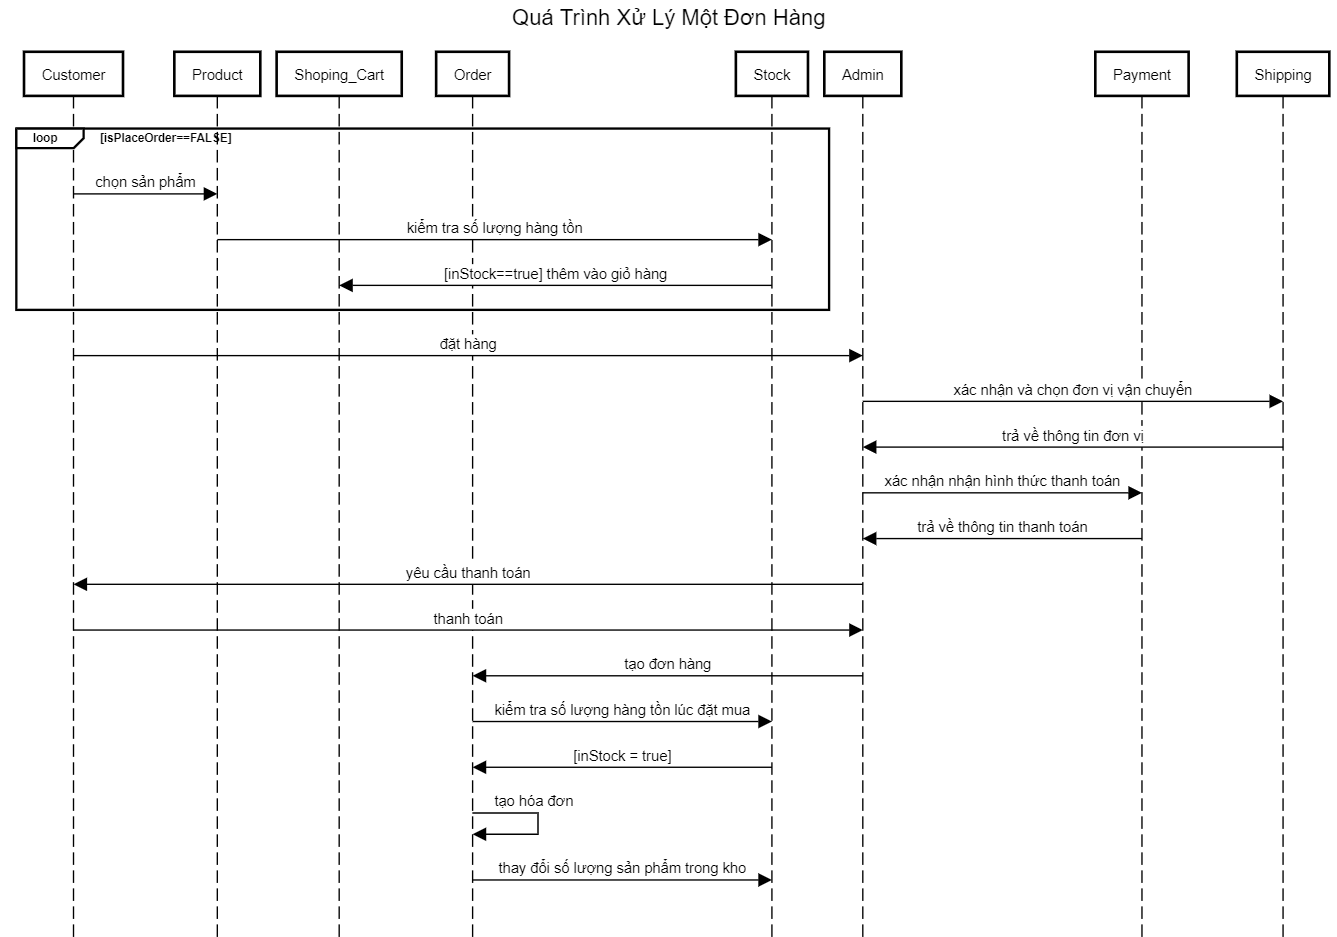 Quá Trình Xử Lý Một Đơn Hàng
Customer
Product
Shoping_Cart
Order
Stock
Admin
Payment
Shipping
loop
[isPlaceOrder==FALSE]
chọn sản phẩm
kiểm tra số lượng hàng tồn
[inStock==true] thêm vào giỏ hàng
đặt hàng
xác nhận và chọn đơn vị vận chuyển
trả về thông tin đơn vị
xác nhận nhận hình thức thanh toán
trả về thông tin thanh toán
yêu cầu thanh toán
thanh toán
tạo đơn hàng
kiểm tra số lượng hàng tồn lúc đặt mua
[inStock = true]
tạo hóa đơn
thay đổi số lượng sản phẩm trong kho